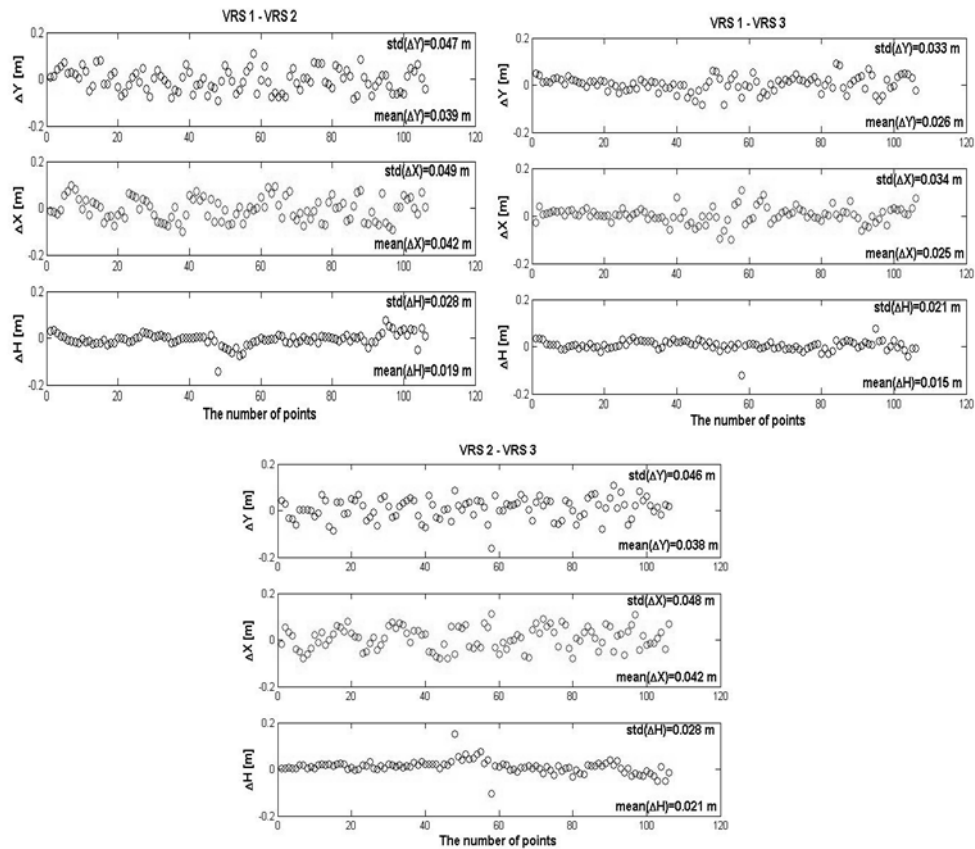 VRS 1 - VRS 2
0.2
std(ΔY)=0.047 m
ΔY [m]
0
mean(ΔY)=0.039 m
-0.2
0 20 40 60 80 100 120
0.2
std(ΔX)=0.049 m
ΔX [m]
0
mean(ΔX)=0.042 m
-0.2
0 20 40 60 80 100 120
0.2
std(ΔH)=0.028 m
ΔH [m]
0
mean(ΔH)=0.019 m
-0.2
0 20 40 60 80 100 120
The number of points
VRS 1 - VRS 3
0.2
std(ΔY)=0.033 m
ΔY [m]
0
mean(ΔY)=0.026 m
-0.2
0 20 40 60 80 100 120
0.2
std(ΔX)=0.034 m
ΔX [m]
0
mean(ΔX)=0.025 m
-0.2
0 20 40 60 80 100 120
0.2
std(ΔH)=0.021 m
ΔH [m]
0
mean(ΔH)=0.015 m
-0.2
0 20 40 60 80 100 120
The number of points
VRS 2 - VRS 3
0.2
std(ΔY)=0.046 m
ΔY [m]
0
mean(ΔY)=0.038 m
-0.2
0 20 40 60 80 100 120
0.2
std(ΔX)=0.048 m
ΔX [m]
0
mean(ΔX)=0.042 m
-0.2
0 20 40 60 80 100 120
0.2
std(ΔH)=0.028 m
ΔH [m]
0
mean(ΔH)=0.021 m
-0.2
0 20 40 60 80 100 120
The number of points